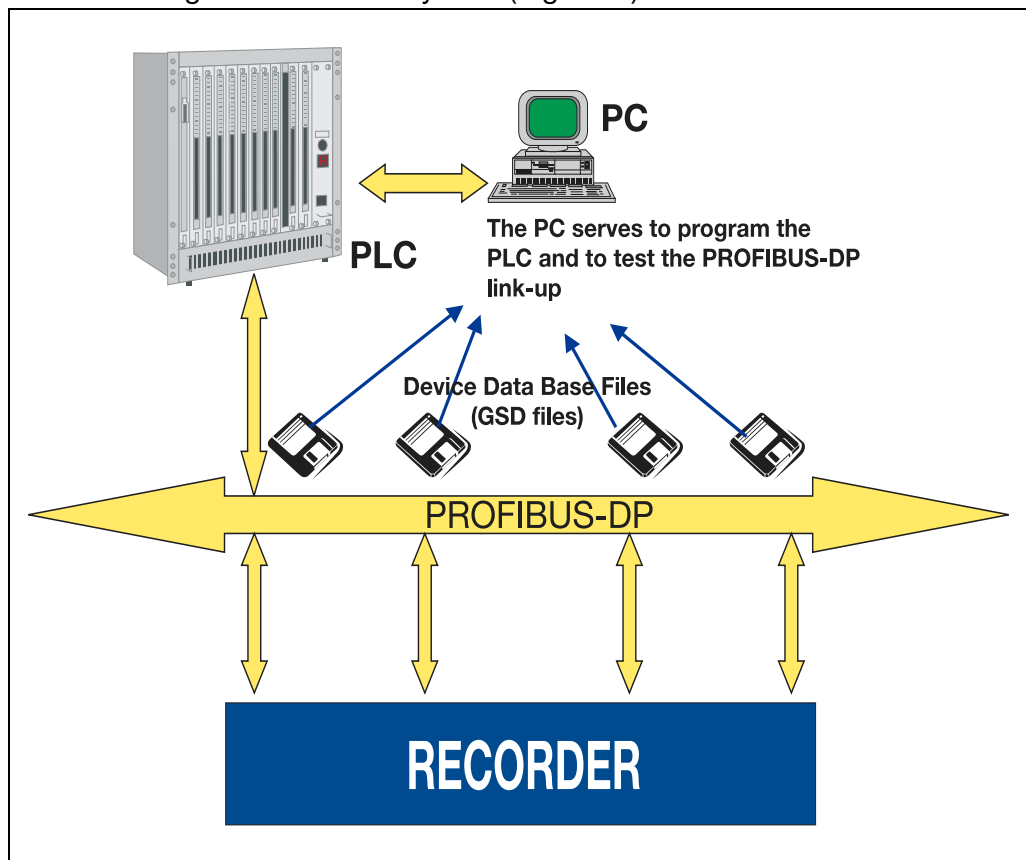 PC
The PC serves to program the
PLC and to test the PROFIBUS-DP
link-up
PLC
Device Data Base Files
(GSD files)
PROFIBUS-DP
RECORDER